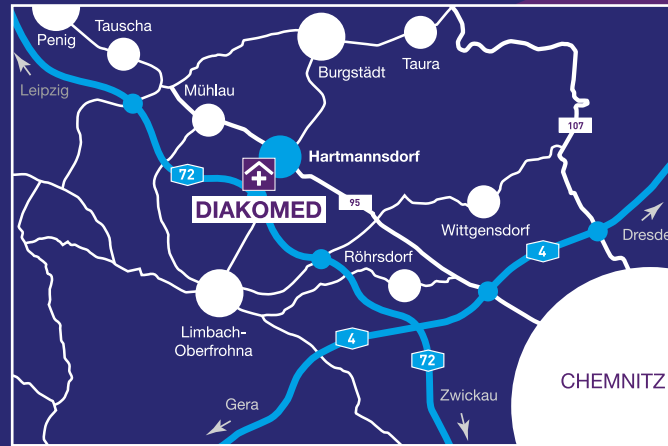 Penig
Tauscha
Burgstädt
Taura
Leipzig
Mühlau
107
Hartmannsdorf
72
DIAKOMED
95
Wittgensdorf
Dresde
4
Röhrsdorf
Limbach-
Oberfrohna
4
72
CHEMNITZ
Gera
Zwickau